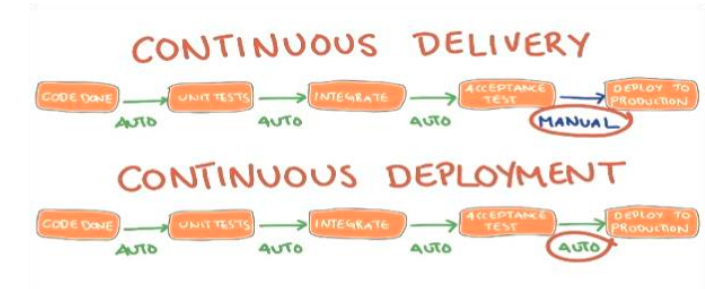 CONTINUOUS DELIVERY
CODE DONE UNIT TESTS INTEGRATE ACCEPTANCE TEST DEPLOY TO PRODUCTION
AUTO AUTO AUTO MANUAL
CONTINUOUS DEPLOYMENT
CODE DONE UNIT TESTS INTEGRATE ACCEPTANCE TEST DEPLOY TO PRODUCTION
AUTO AUTO AUTO AUTO